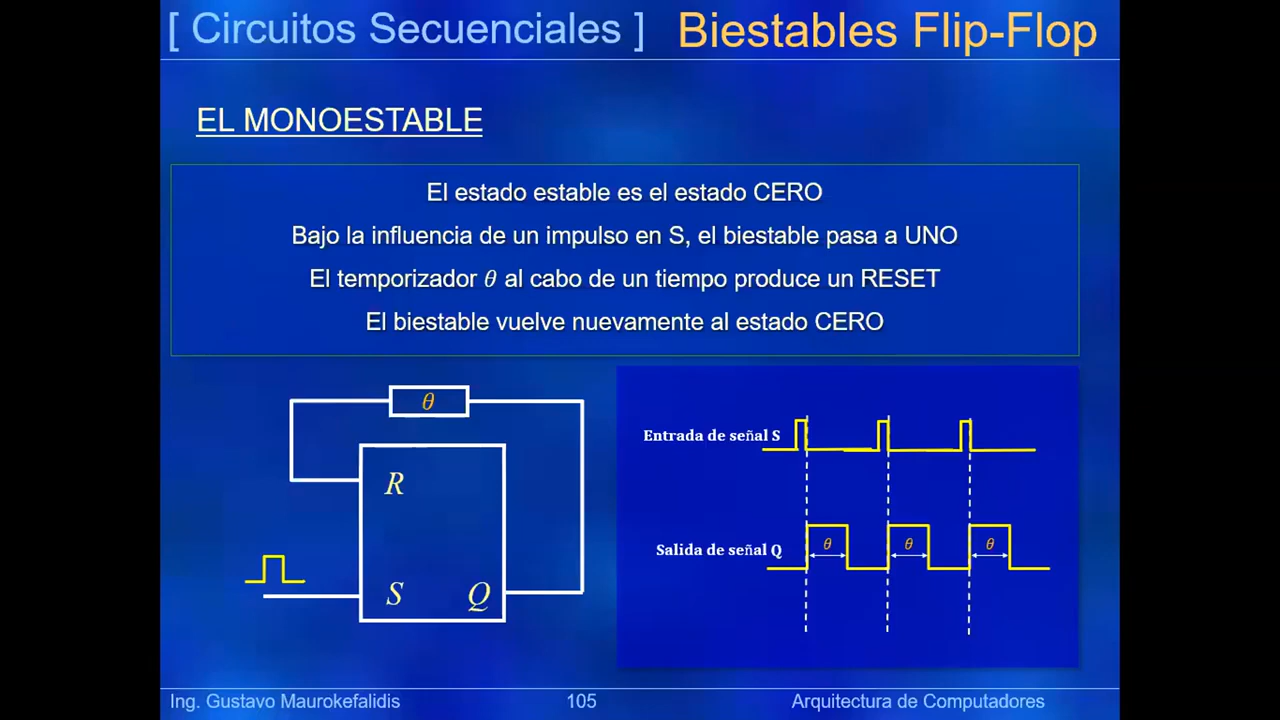 [ Circuitos Secuenciales ] Biestables Flip-Flop
EL MONOESTABLE
El estado estable es el estado CERO
Bajo la influencia de un impulso en S, el biestable pasa a UNO
El temporizador θ al cabo de un tiempo produce un RESET
El biestable vuelve nuevamente al estado CERO
θ
R
S Q
Entrada de señal S
Salida de señal Q θ θ θ
Ing. Gustavo Maurokefalidis 105 Arquitectura de Computadores